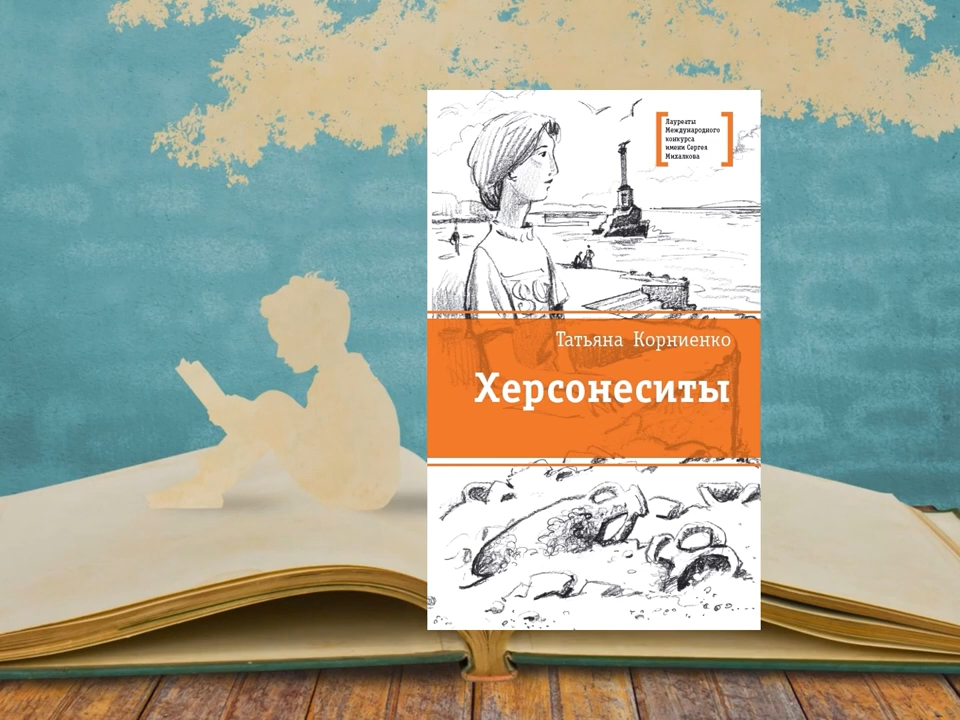 Лауреаты
Международного
конкурса
имени Сергея
Михалкова
Татьяна Корниенко
Херсонеситы